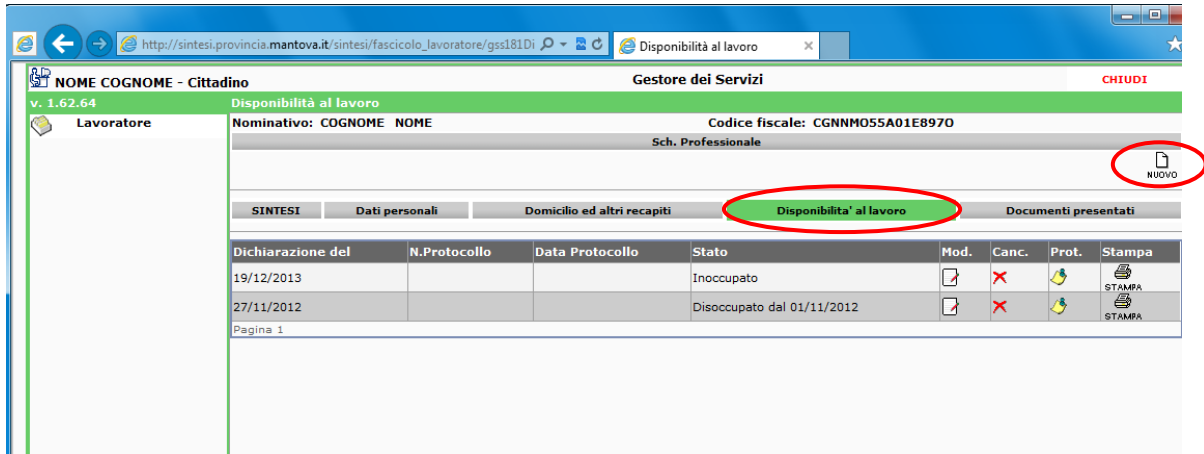 http://sintesi.provincia.mantova.it/sintesi/fascicolo_lavoratore/gss181Di
Disponibilità al lavoro
NOME COGNOME - Cittadino Gestore dei Servizi CHIUDI
v. 1.62.64 Disponibilità al lavoro
Lavoratore Nominativo: COGNOME NOME Codice fiscale: CGNNMO55A01E897O
Sch. Professionale
NUOVO
SINTESI Dati personali Domicilio ed altri recapiti Disponibilita' al lavoro Documenti presentati
Dichiarazione del N.Protocollo Data Protocollo Stato Mod. Canc. Prot. Stampa
19/12/2013 Inoccupato STAMPA
27/11/2012 Disoccupato dal 01/11/2012 STAMPA
Pagina 1